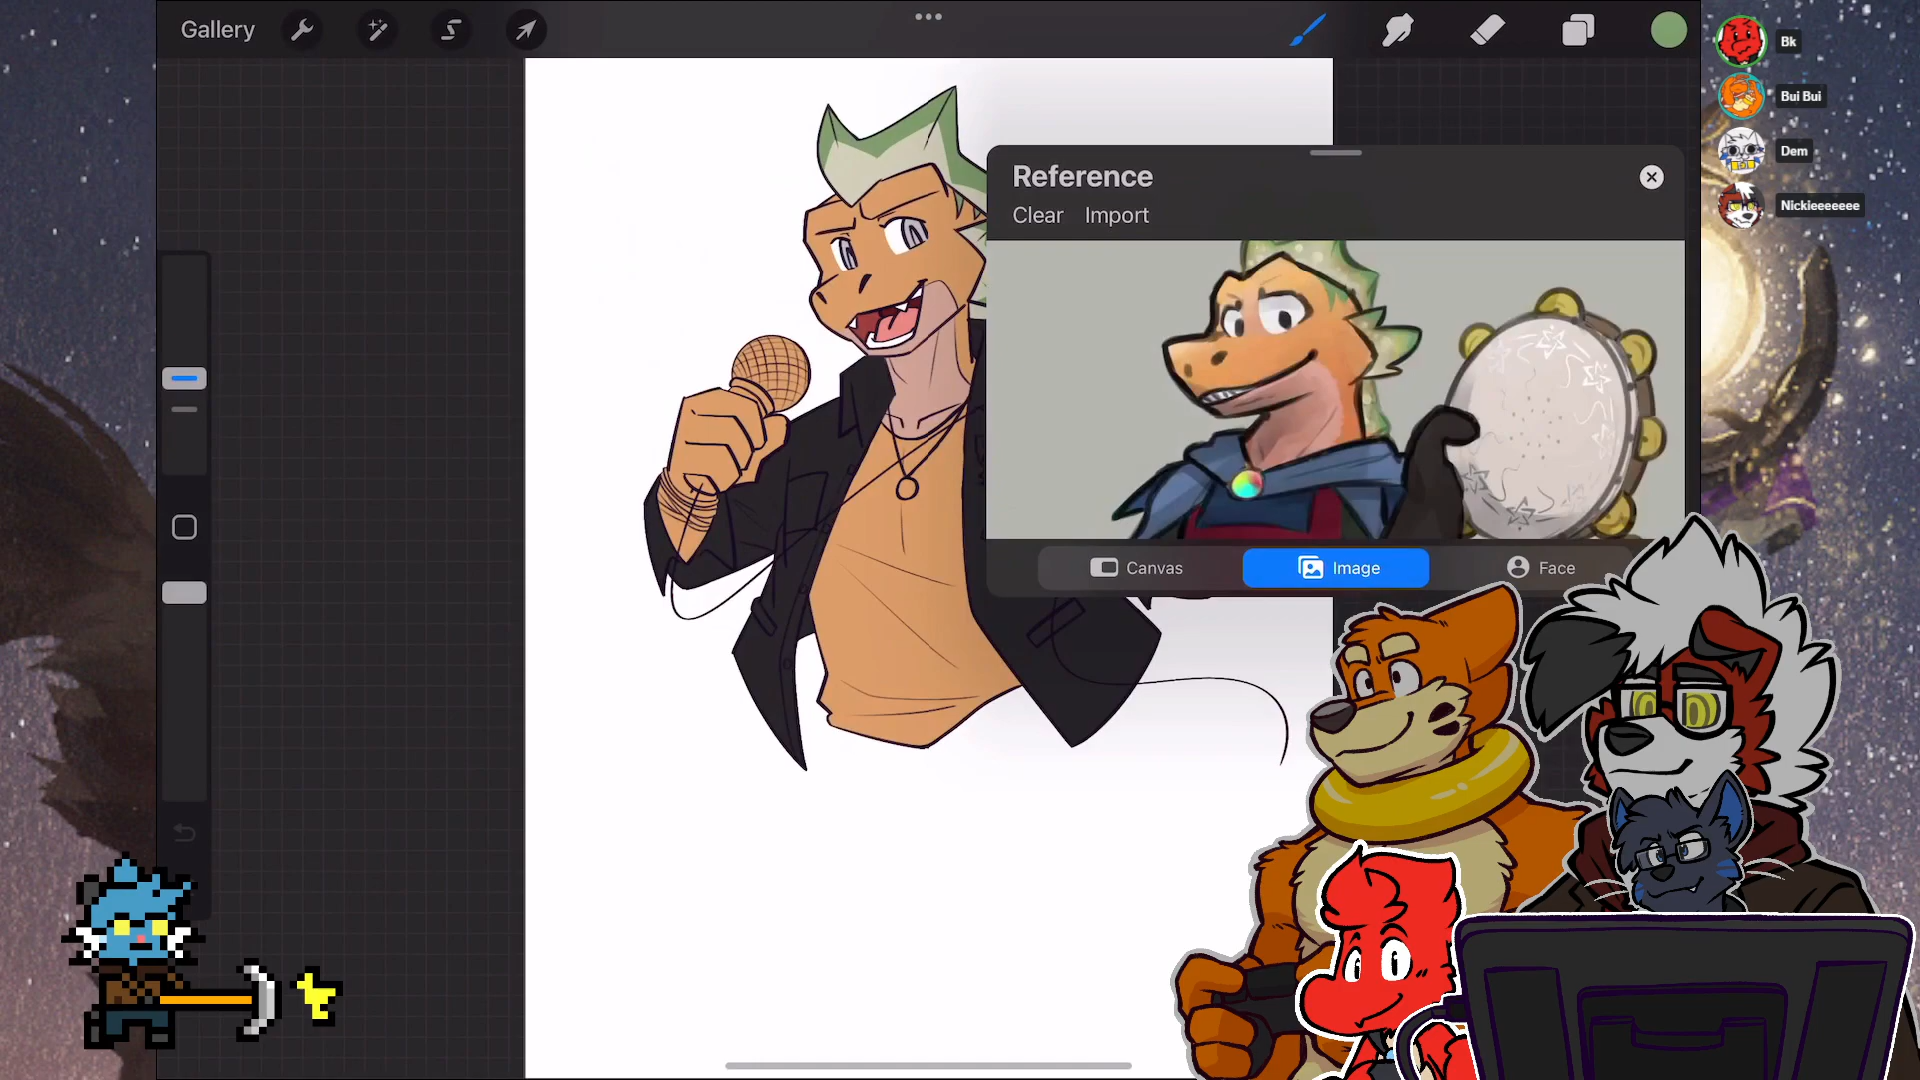 Gallery
Bk
Bui Bui
Dem
Nickieeeeeee
Reference
Clear Import
Canvas Image Face